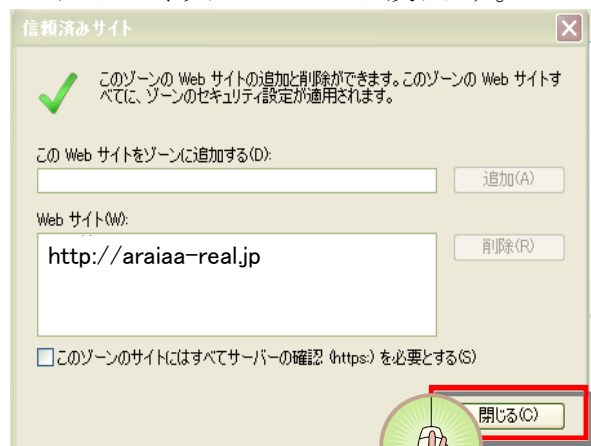 信頼済みサイト
このゾーンの Web サイトの追加と削除ができます。このゾーンの Web サイトす
べてに、ゾーンのセキュリティ設定が適用されます。
この Web サイトをゾーンに追加する(D):
追加(A)
Web サイト(W):
http://araiaa-real.jp
削除(R)
このゾーンのサイトにはすべてサーバーの確認 (https:) を必要とする(S)
閉じる(C)